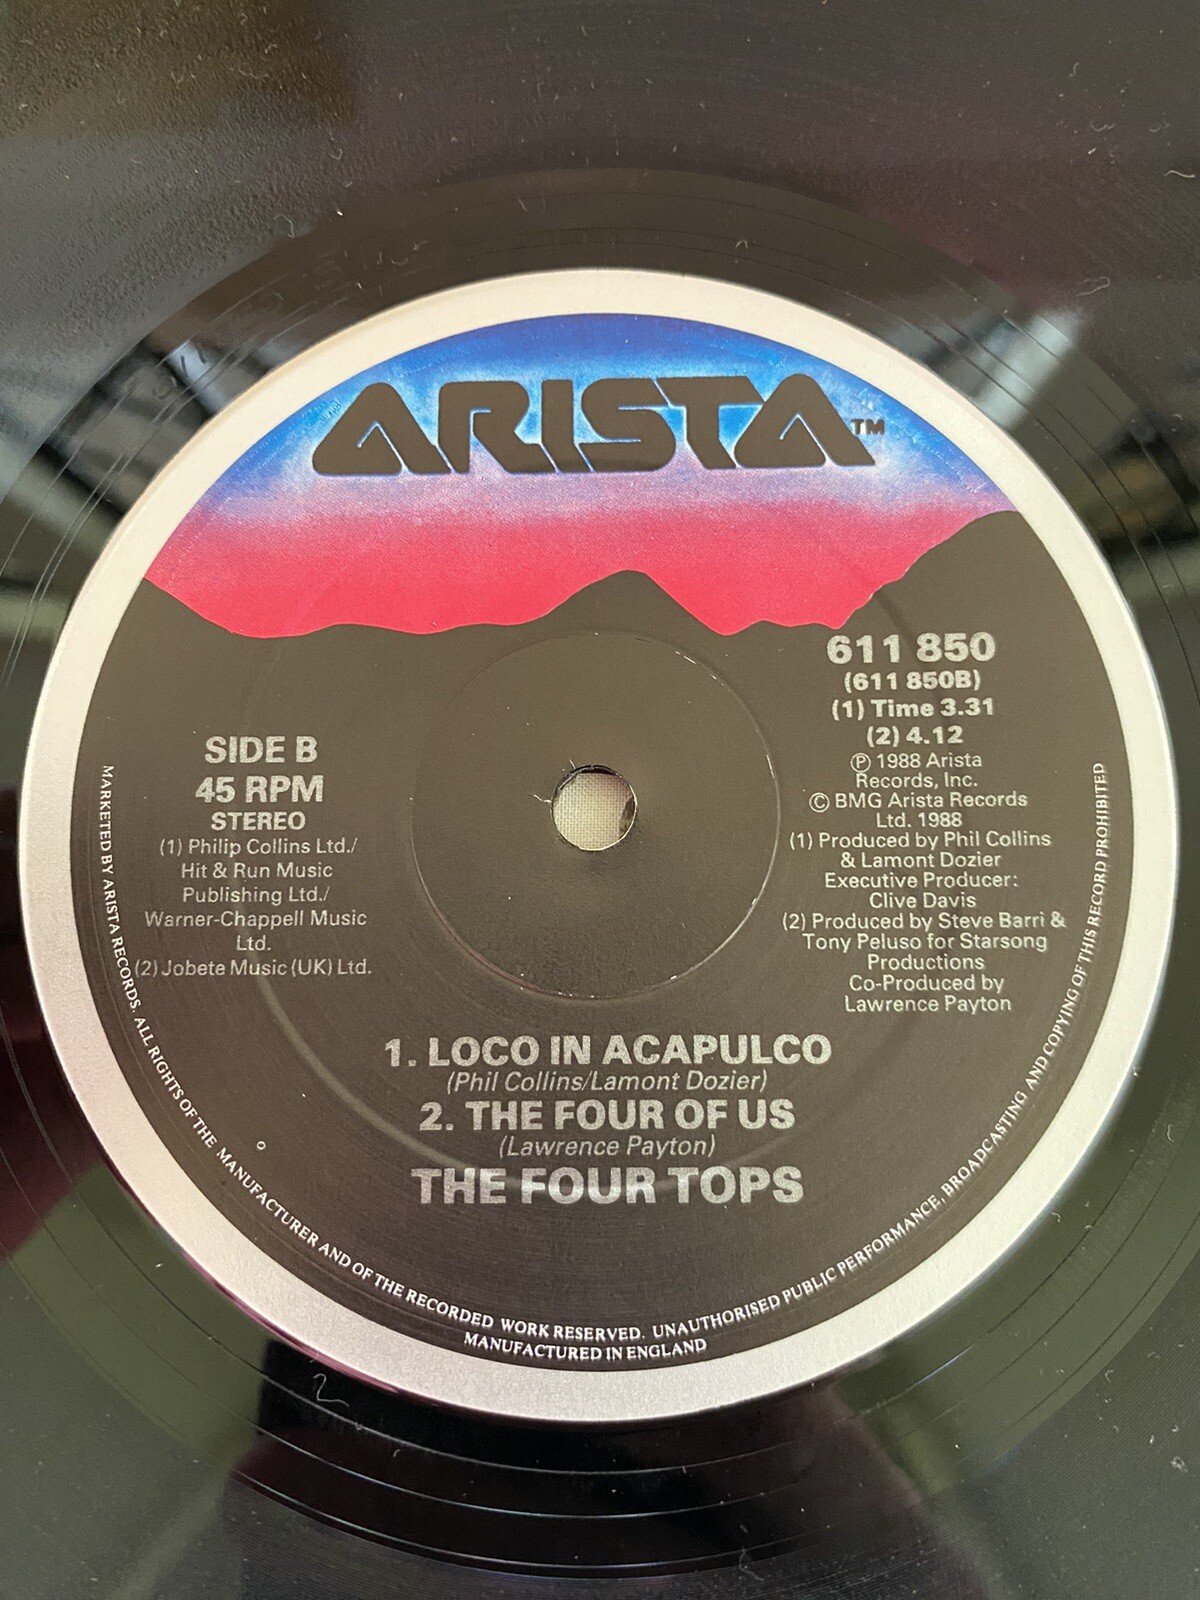 ARISTA™
611 850
(611 850B)
(1) Time 3.31
(2) 4.12
℗ 1988 Arista
Records, Inc.
© BMG Arista Records
Ltd. 1988
(1) Produced by Phil Collins
& Lamont Dozier
Executive Producer:
Clive Davis
(2) Produced by Steve Barri &
Tony Peluso for Starsong
Productions
Co-Produced by
Lawrence Payton
SIDE B
45 RPM
STEREO
(1) Philip Collins Ltd./
Hit & Run Music
Publishing Ltd./
Warner-Chappell Music
Ltd.
(2) Jobete Music (UK) Ltd.
1. LOCO IN ACAPULCO
(Phil Collins/Lamont Dozier)
2. THE FOUR OF US
(Lawrence Payton)
THE FOUR TOPS
MARKETED BY ARISTA RECORDS. ALL RIGHTS OF THE MANUFACTURER AND OF THE RECORDED WORK RESERVED. UNAUTHORISED PUBLIC PERFORMANCE, BROADCASTING AND COPYING OF THIS RECORD PROHIBITED
MANUFACTURED IN ENGLAND
2